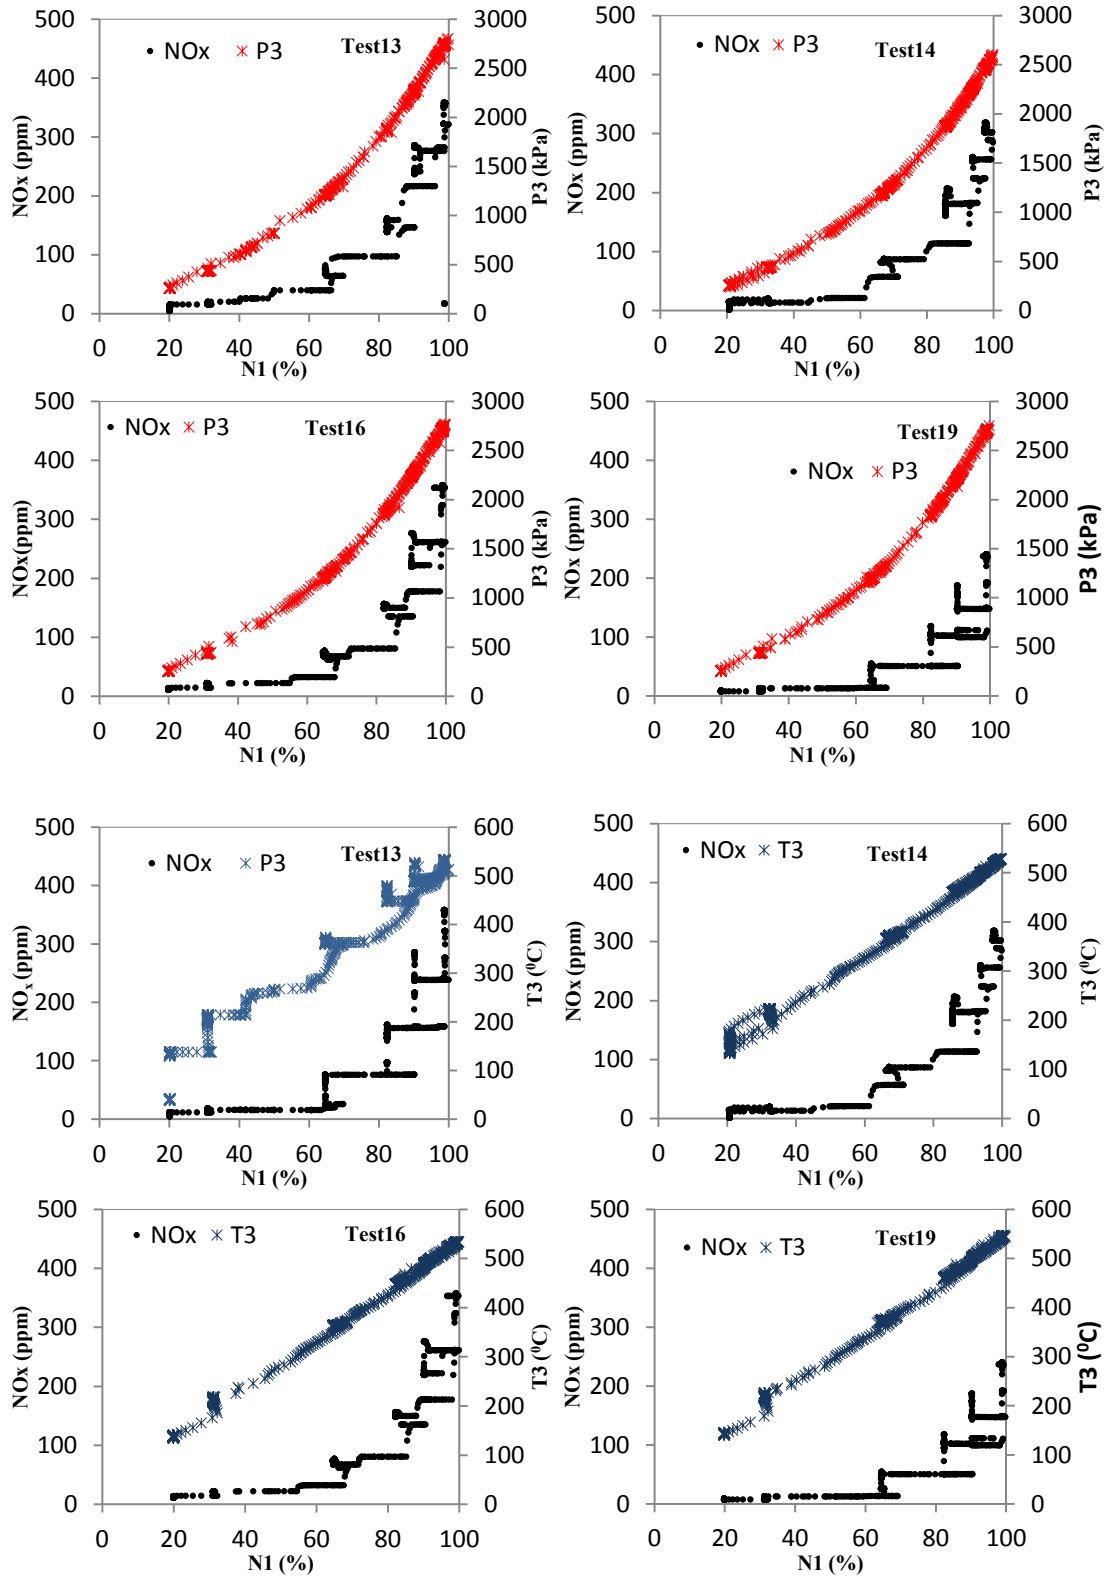 500 3000 500 3000
NOx P3 Test13 NOx P3 Test14
400 2500 400 2500
300 2000 300 2000
NOx (ppm) 1500 P3 (kPa) NOx (ppm) 1500 P3 (kPa)
200 200
1000 1000
100 500 100 500
0 0 0 0
0 20 40 60 80 100 0 20 40 60 80 100
N1 (%) N1 (%)
500 3000 500 3000
NOx P3 Test16 Test19
400 2500 400 2500
NOx P3
300 2000 300 2000
NOx(ppm) 1500 P3 (kPa) NOx (ppm) 1500 P3 (kPa)
200 200
1000 1000
100 500 100 500
0 0 0 0
0 20 40 60 80 100 0 20 40 60 80 100
N1 (%) N1 (%)
500 600 500 600
NOx P3 Test13 NOx T3 Test14
400 500 400 500
300 400 300 400
NOx (ppm) 300 T3 (⁰C) NOx (ppm) 300 T3 (⁰C)
200 200
200 200
100 100 100 100
0 0 0 0
0 20 40 60 80 100 0 20 40 60 80 100
N1 (%) N1 (%)
500 600 500 600
NOx T3 Test16 NOx T3 Test19
400 500 400 500
300 400 300 400
NOx (ppm) 300 T3 (⁰C) NOx (ppm) 300 T3 (⁰C)
200 200
200 200
100 100 100 100
0 0 0 0
0 20 40 60 80 100 0 20 40 60 80 100
N1 (%) N1 (%)